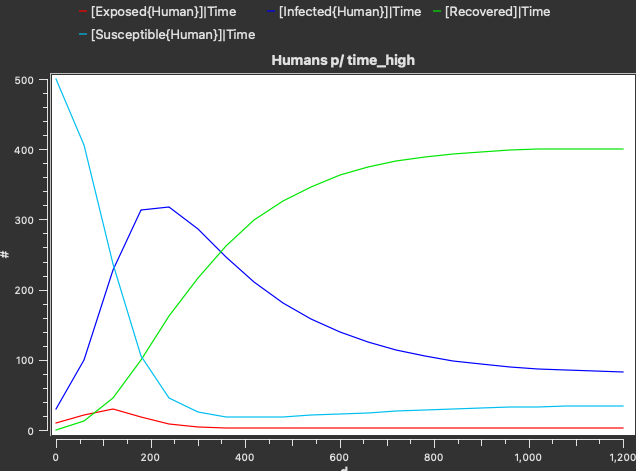 [Exposed{Human}]|Time [Infected{Human}]|Time [Recovered]|Time
[Susceptible{Human}]|Time
Humans p/ time_high
500
400
300
#
200
100
0
0 200 400 600 800 1,000 1,200